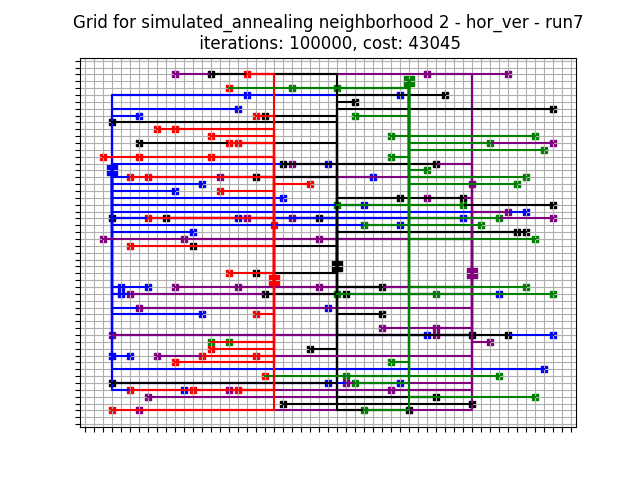 Grid for simulated_annealing neighborhood 2 - hor_ver - run7
iterations: 100000, cost: 43045